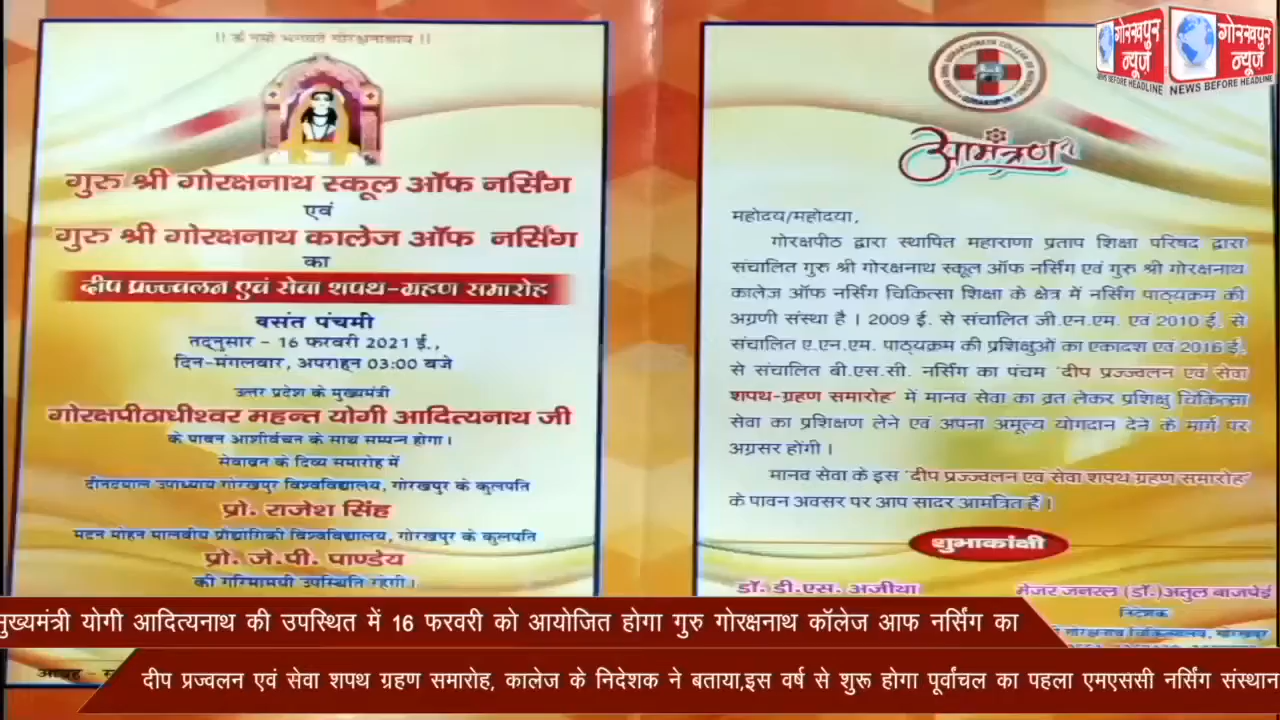 || ॐ नमो भगवते गोरक्षनाथाय ||
गुरु श्री गोरक्षनाथ स्कूल ऑफ नर्सिंग
एवं
गुरु श्री गोरक्षनाथ कालेज ऑफ नर्सिंग
का
दीप प्रज्ज्वलन एवं सेवा शपथ-ग्रहण समारोह
वसंत पंचमी
तद्नुसार - 16 फरवरी 2021 ई.,
दिन-मंगलवार, अपराह्न 03:00 बजे
उत्तर प्रदेश के मुख्यमंत्री
गोरक्षपीठाधीश्वर महन्त योगी आदित्यनाथ जी
के पावन आशीर्वचन के साथ सम्पन्न होगा।
सेवाव्रत के दिव्य समारोह में
दीनदयाल उपाध्याय गोरखपुर विश्वविद्यालय, गोरखपुर के कुलपति
प्रो. राजेश सिंह
मदन मोहन मालवीय प्रौद्योगिकी विश्वविद्यालय, गोरखपुर के कुलपति
प्रो. जे.पी. पाण्डेय
की गरिमामयी उपस्थिति रहेगी।
आमंत्रण
महोदय/महोदया,
गोरक्षपीठ द्वारा स्थापित महाराणा प्रताप शिक्षा परिषद द्वारा
संचालित गुरु श्री गोरक्षनाथ स्कूल ऑफ नर्सिंग एवं गुरु श्री गोरक्षनाथ
कालेज ऑफ नर्सिंग चिकित्सा शिक्षा के क्षेत्र में नर्सिंग पाठ्यक्रम की
अग्रणी संस्था है । 2009 ई. से संचालित जी.एन.एम. एवं 2010 ई. से
संचालित ए.एन.एम. पाठ्यक्रम की प्रशिक्षुओं का एकादश एवं 2016 ई.
से संचालित बी.एस.सी. नर्सिंग का पंचम 'दीप प्रज्ज्वलन एवं सेवा
शपथ-ग्रहण समारोह' में मानव सेवा का व्रत लेकर प्रशिक्षु चिकित्सा
सेवा का प्रशिक्षण लेने एवं अपना अमूल्य योगदान देने के मार्ग पर
अग्रसर होंगी ।
मानव सेवा के इस 'दीप प्रज्ज्वलन एवं सेवा शपथ ग्रहण समारोह'
के पावन अवसर पर आप सादर आमंत्रित हैं ।
शुभाकांक्षी
डॉ. डी.एस. अजीथा
मेजर जनरल (डॉ.) अतुल बाजपेई
निदेशक
गोरखपुर न्यूज़
NEWS BEFORE HEADLINE
गोरखपुर न्यूज़
NEWS BEFORE HEADLINE
मुख्यमंत्री योगी आदित्यनाथ की उपस्थित में 16 फरवरी को आयोजित होगा गुरु गोरक्षनाथ कॉलेज आफ नर्सिंग का
दीप प्रज्वलन एवं सेवा शपथ ग्रहण समारोह, कालेज के निदेशक ने बताया,इस वर्ष से शुरू होगा पूर्वांचल का पहला एमएससी नर्सिंग संस्थान